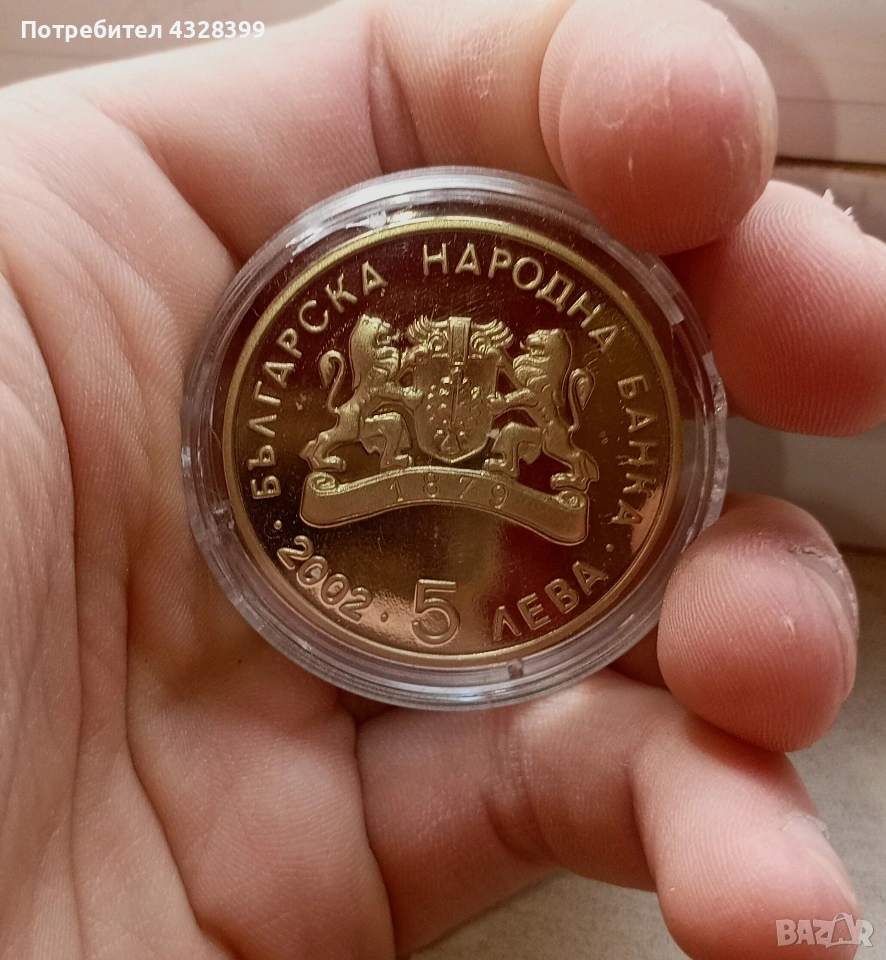 Потребител 4328399
БЪЛГАРСКА НАРОДНА БАНКА
1879
· 2002 · 5 ЛЕВА ·
BAZAR